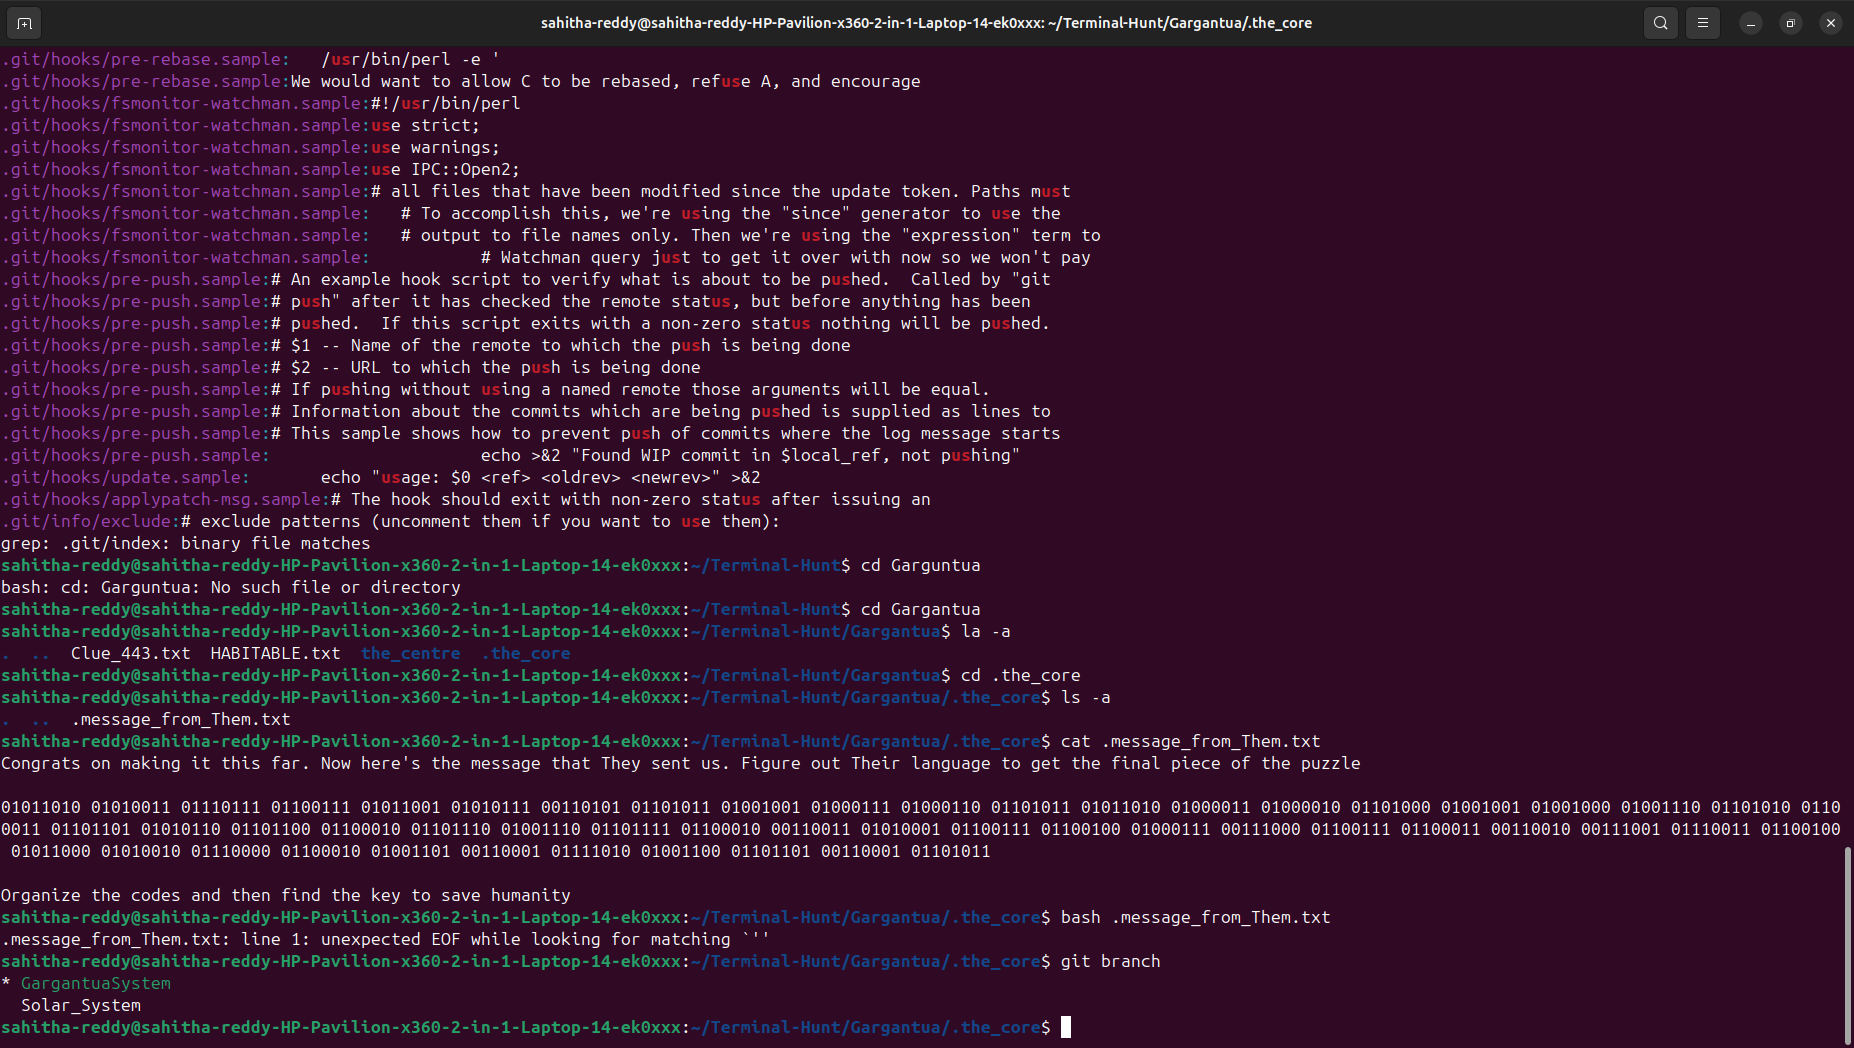 sahitha-reddy@sahitha-reddy-HP-Pavilion-x360-2-in-1-Laptop-14-ek0xxx: ~/Terminal-Hunt/Gargantua/.the_core
.git/hooks/pre-rebase.sample:   /usr/bin/perl -e '
.git/hooks/pre-rebase.sample:We would want to allow C to be rebased, refuse A, and encourage
.git/hooks/fsmonitor-watchman.sample:#!/usr/bin/perl
.git/hooks/fsmonitor-watchman.sample:use strict;
.git/hooks/fsmonitor-watchman.sample:use warnings;
.git/hooks/fsmonitor-watchman.sample:use IPC::Open2;
.git/hooks/fsmonitor-watchman.sample:# all files that have been modified since the update token. Paths must
.git/hooks/fsmonitor-watchman.sample:   # To accomplish this, we're using the "since" generator to use the
.git/hooks/fsmonitor-watchman.sample:   # output to file names only. Then we're using the "expression" term to
.git/hooks/fsmonitor-watchman.sample:           # Watchman query just to get it over with now so we won't pay
.git/hooks/pre-push.sample:# An example hook script to verify what is about to be pushed.  Called by "git
.git/hooks/pre-push.sample:# push" after it has checked the remote status, but before anything has been
.git/hooks/pre-push.sample:# pushed.  If this script exits with a non-zero status nothing will be pushed.
.git/hooks/pre-push.sample:# $1 -- Name of the remote to which the push is being done
.git/hooks/pre-push.sample:# $2 -- URL to which the push is being done
.git/hooks/pre-push.sample:# If pushing without using a named remote those arguments will be equal.
.git/hooks/pre-push.sample:# Information about the commits which are being pushed is supplied as lines to
.git/hooks/pre-push.sample:# This sample shows how to prevent push of commits where the log message starts
.git/hooks/pre-push.sample:                     echo >&2 "Found WIP commit in $local_ref, not pushing"
.git/hooks/update.sample:       echo "usage: $0 <ref> <oldrev> <newrev>" >&2
.git/hooks/applypatch-msg.sample:# The hook should exit with non-zero status after issuing an
.git/info/exclude:# exclude patterns (uncomment them if you want to use them):
grep: .git/index: binary file matches
sahitha-reddy@sahitha-reddy-HP-Pavilion-x360-2-in-1-Laptop-14-ek0xxx:~/Terminal-Hunt$ cd Garguntua
bash: cd: Garguntua: No such file or directory
sahitha-reddy@sahitha-reddy-HP-Pavilion-x360-2-in-1-Laptop-14-ek0xxx:~/Terminal-Hunt$ cd Gargantua
sahitha-reddy@sahitha-reddy-HP-Pavilion-x360-2-in-1-Laptop-14-ek0xxx:~/Terminal-Hunt/Gargantua$ la -a
.  ..  Clue_443.txt  HABITABLE.txt  the_centre  .the_core
sahitha-reddy@sahitha-reddy-HP-Pavilion-x360-2-in-1-Laptop-14-ek0xxx:~/Terminal-Hunt/Gargantua$ cd .the_core
sahitha-reddy@sahitha-reddy-HP-Pavilion-x360-2-in-1-Laptop-14-ek0xxx:~/Terminal-Hunt/Gargantua/.the_core$ ls -a
.  ..  .message_from_Them.txt
sahitha-reddy@sahitha-reddy-HP-Pavilion-x360-2-in-1-Laptop-14-ek0xxx:~/Terminal-Hunt/Gargantua/.the_core$ cat .message_from_Them.txt
Congrats on making it this far. Now here's the message that They sent us. Figure out Their language to get the final piece of the puzzle
01011010 01010011 01110111 01100111 01011001 01010111 00110101 01101011 01001001 01000111 01000110 01101011 01011010 01000011 01000010 01101000 01001001 01001000 01001110 01101010 0110
0011 01101101 01010110 01101100 01100010 01101110 01001110 01101111 01100010 00110011 01010001 01100111 01100100 01000111 00111000 01100111 01100011 00110010 00111001 01110011 01100100
 01011000 01010010 01110000 01100010 01001101 00110001 01111010 01001100 01101101 00110001 01101011
Organize the codes and then find the key to save humanity
sahitha-reddy@sahitha-reddy-HP-Pavilion-x360-2-in-1-Laptop-14-ek0xxx:~/Terminal-Hunt/Gargantua/.the_core$ bash .message_from_Them.txt
.message_from_Them.txt: line 1: unexpected EOF while looking for matching `''
sahitha-reddy@sahitha-reddy-HP-Pavilion-x360-2-in-1-Laptop-14-ek0xxx:~/Terminal-Hunt/Gargantua/.the_core$ git branch
* GargantuaSystem
  Solar_System
sahitha-reddy@sahitha-reddy-HP-Pavilion-x360-2-in-1-Laptop-14-ek0xxx:~/Terminal-Hunt/Gargantua/.the_core$